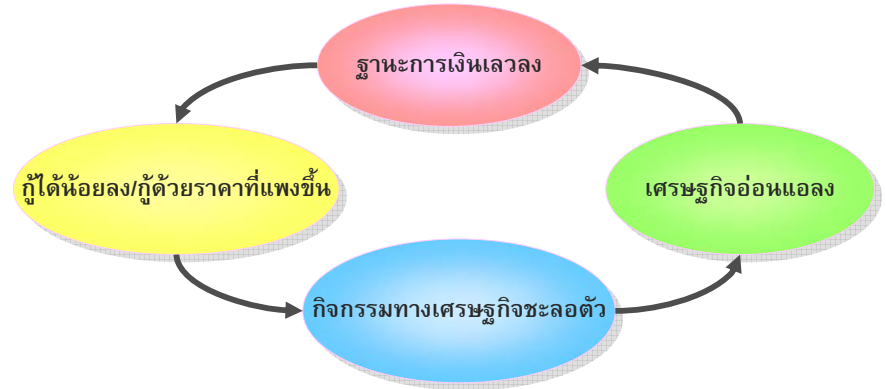 ฐานะการเงินเลวลง
กู้ได้น้อยลง/กู้ด้วยราคาที่แพงขึ้น
เศรษฐกิจอ่อนแอลง
กิจกรรมทางเศรษฐกิจชะลอตัว